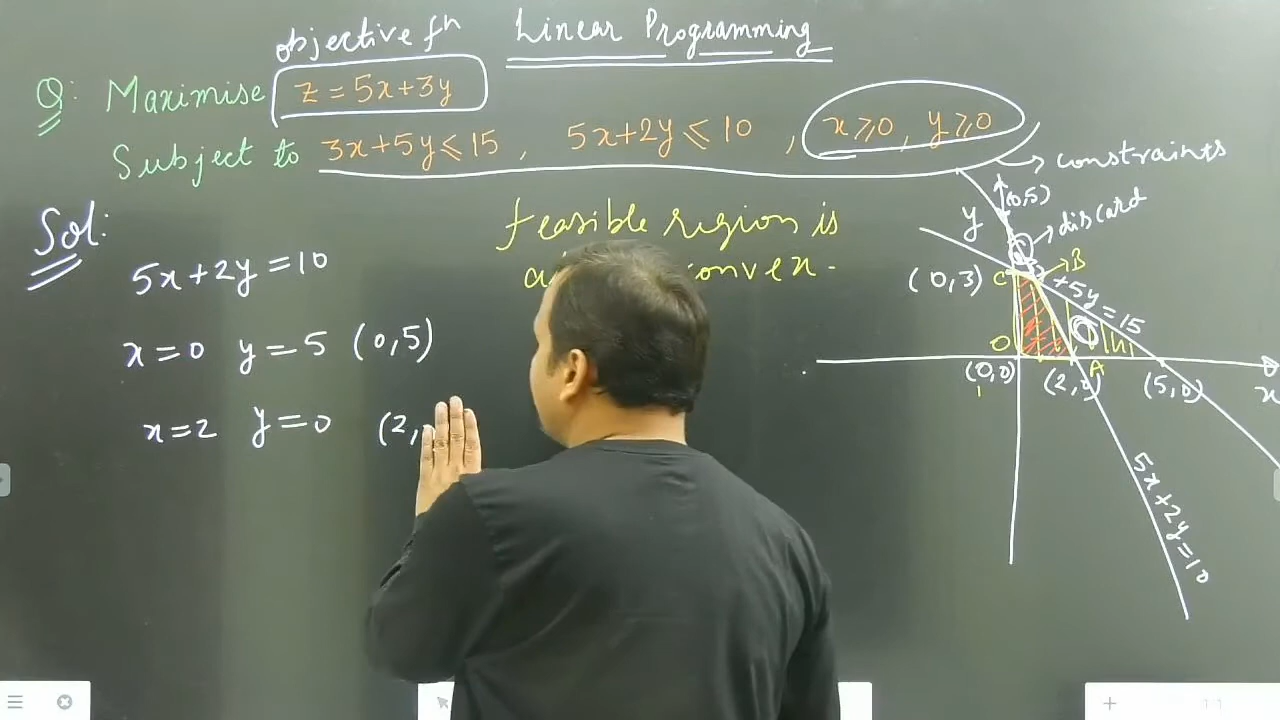 objective fn Linear Programming
Q: Maximise z = 5x+3y
Subject to 3x+5y≤15, 5x+2y≤10, x≥0, y≥0
constraints
Sol:
feasible region is
convex.
5x+2y=10
x=0 y=5 (0,5)
x=2 y=0 (2,
y (0,5)
discard
(0,3) C B
+5y=15
O A
(0,0) (2,0) (5,0) x
5x+2y=10